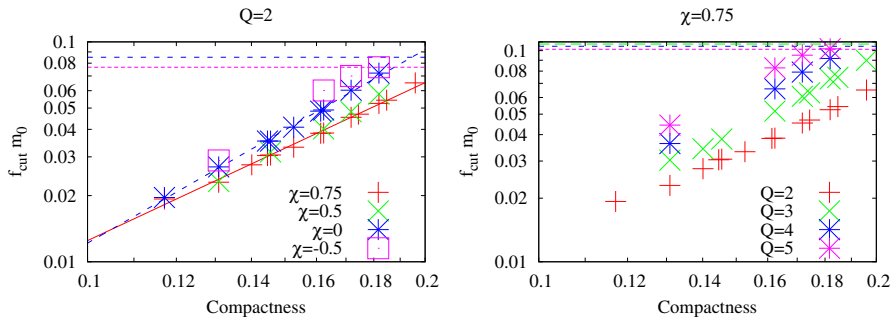 Q=2
f_cut m_0
0.1
0.08
0.06
0.05
0.04
0.03
0.02
0.01
χ=0.75
χ=0.5
χ=0
χ=-0.5
0.1 0.12 0.14 0.16 0.18 0.2
Compactness
χ=0.75
f_cut m_0
0.1
0.08
0.06
0.05
0.04
0.03
0.02
0.01
Q=2
Q=3
Q=4
Q=5
0.1 0.12 0.14 0.16 0.18 0.2
Compactness